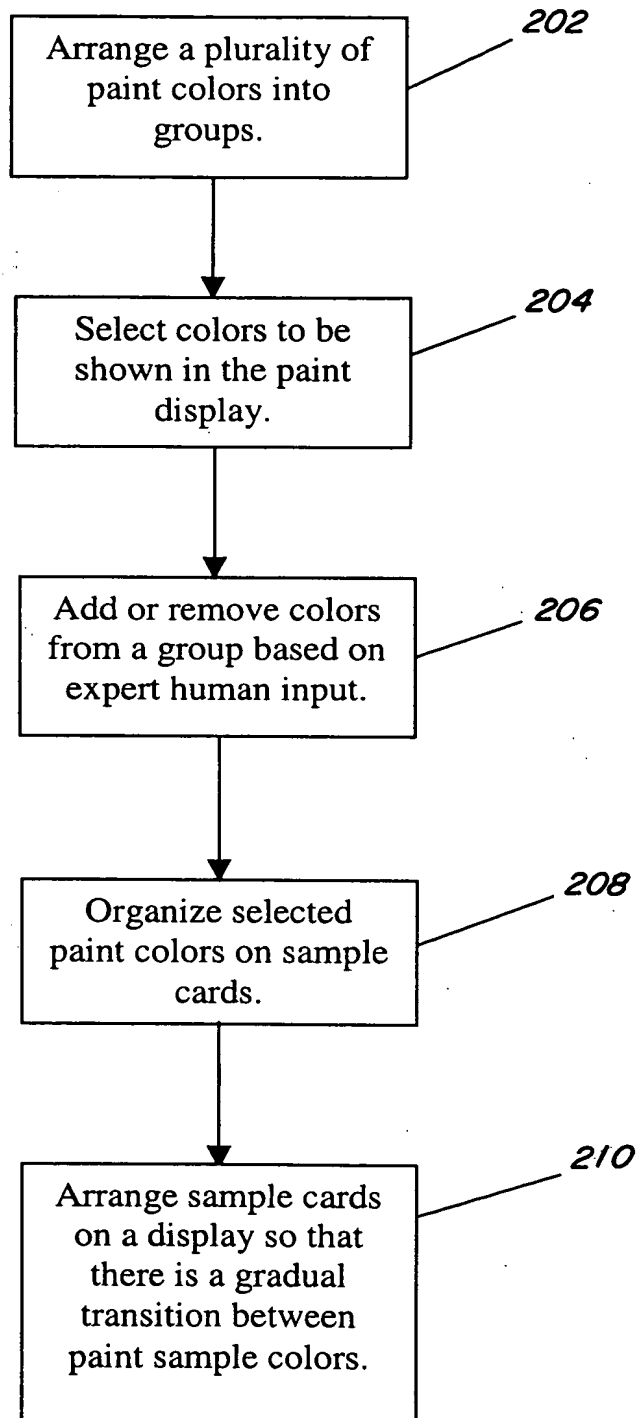 202
Arrange a plurality of
paint colors into
groups.
204
Select colors to be
shown in the paint
display.
206
Add or remove colors
from a group based on
expert human input.
208
Organize selected
paint colors on sample
cards.
210
Arrange sample cards
on a display so that
there is a gradual
transition between
paint sample colors.